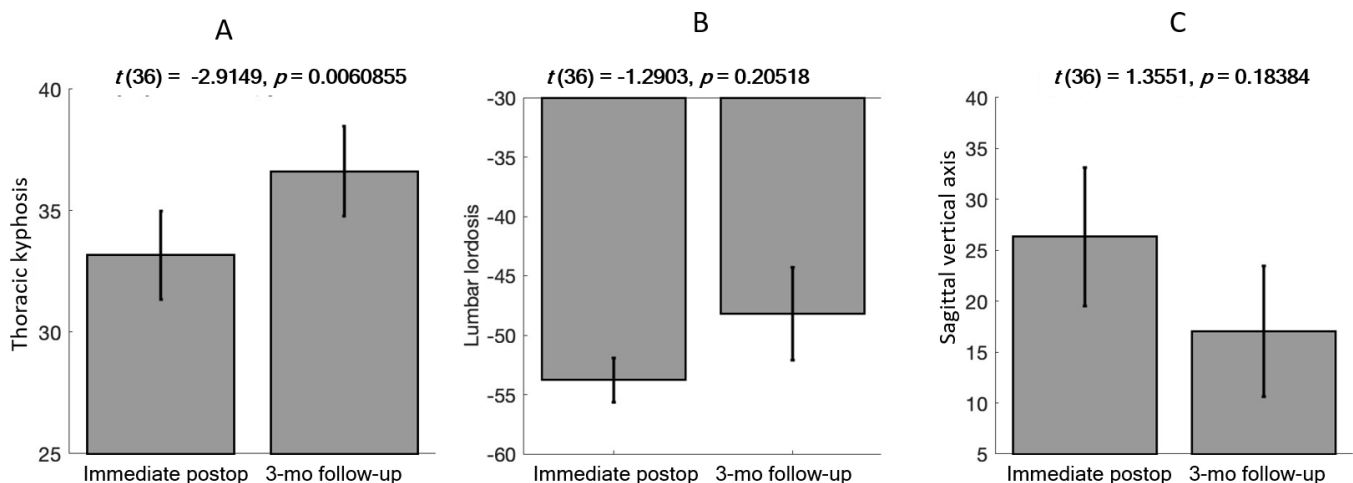 A
B
C
t(36) = -2.9149, p = 0.0060855
t(36) = -1.2903, p = 0.20518
t(36) = 1.3551, p = 0.18384
Thoracic kyphosis
40
35
30
25
Immediate postop 3-mo follow-up
Lumbar lordosis
-30
-35
-40
-45
-50
-55
-60
Immediate postop 3-mo follow-up
Sagittal vertical axis
40
35
30
25
20
15
10
5
Immediate postop 3-mo follow-up